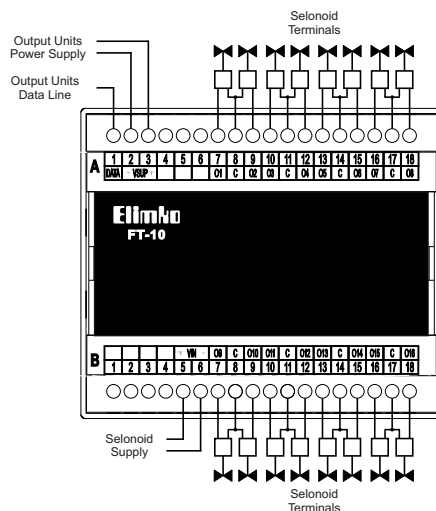 Selonoid
Terminals
Output Units
Power Supply
Output Units
Data Line
1 2 3 4 5 6 7 8 9 10 11 12 13 14 15 16 17 18
A
DATA - VSUP + O1 C O2 O3 C O4 O5 C O6 O7 C O8
Elimko
FT-10
B
+ VIN - O9 C O10 O11 C O12 O13 C O14 O15 C O16
1 2 3 4 5 6 7 8 9 10 11 12 13 14 15 16 17 18
Selonoid
Supply
Selonoid
Terminals